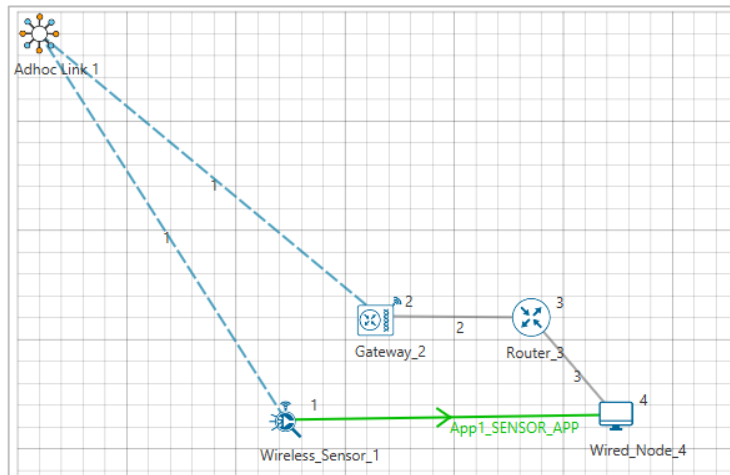 Adhoc Link 1
1
1
2
3
Gateway_2
2
Router_3
3
1
4
App1_SENSOR_APP
Wireless_Sensor_1
Wired_Node_4